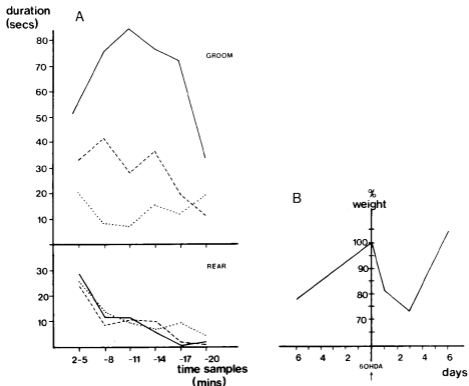 duration
(secs)
A
80
70
60
50
40
30
20
10
GROOM
30
20
10
REAR
2-5 -8 -11 -14 -17 -20
time samples
(mins)
B
%
weight
100
90
80
70
6 4 2 2 4 6
6OHDA
days